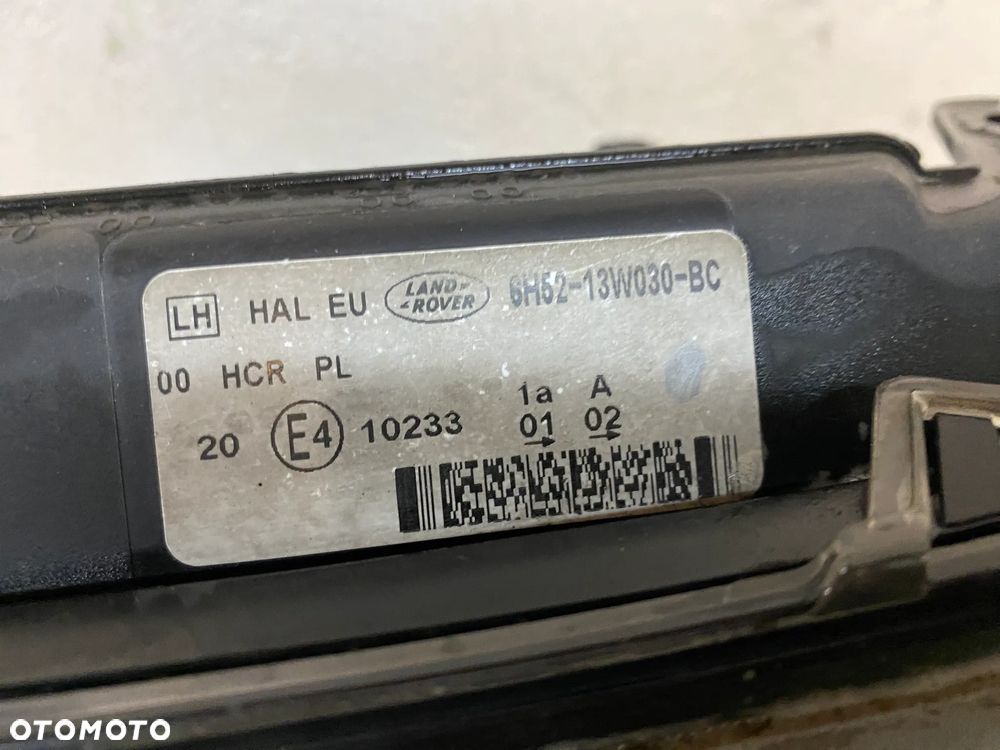 LH HAL EU LAND ROVER 6H52-13W030-BC
00 HCR PL
1a A
20 E4 10233 01 02
OTOMOTO